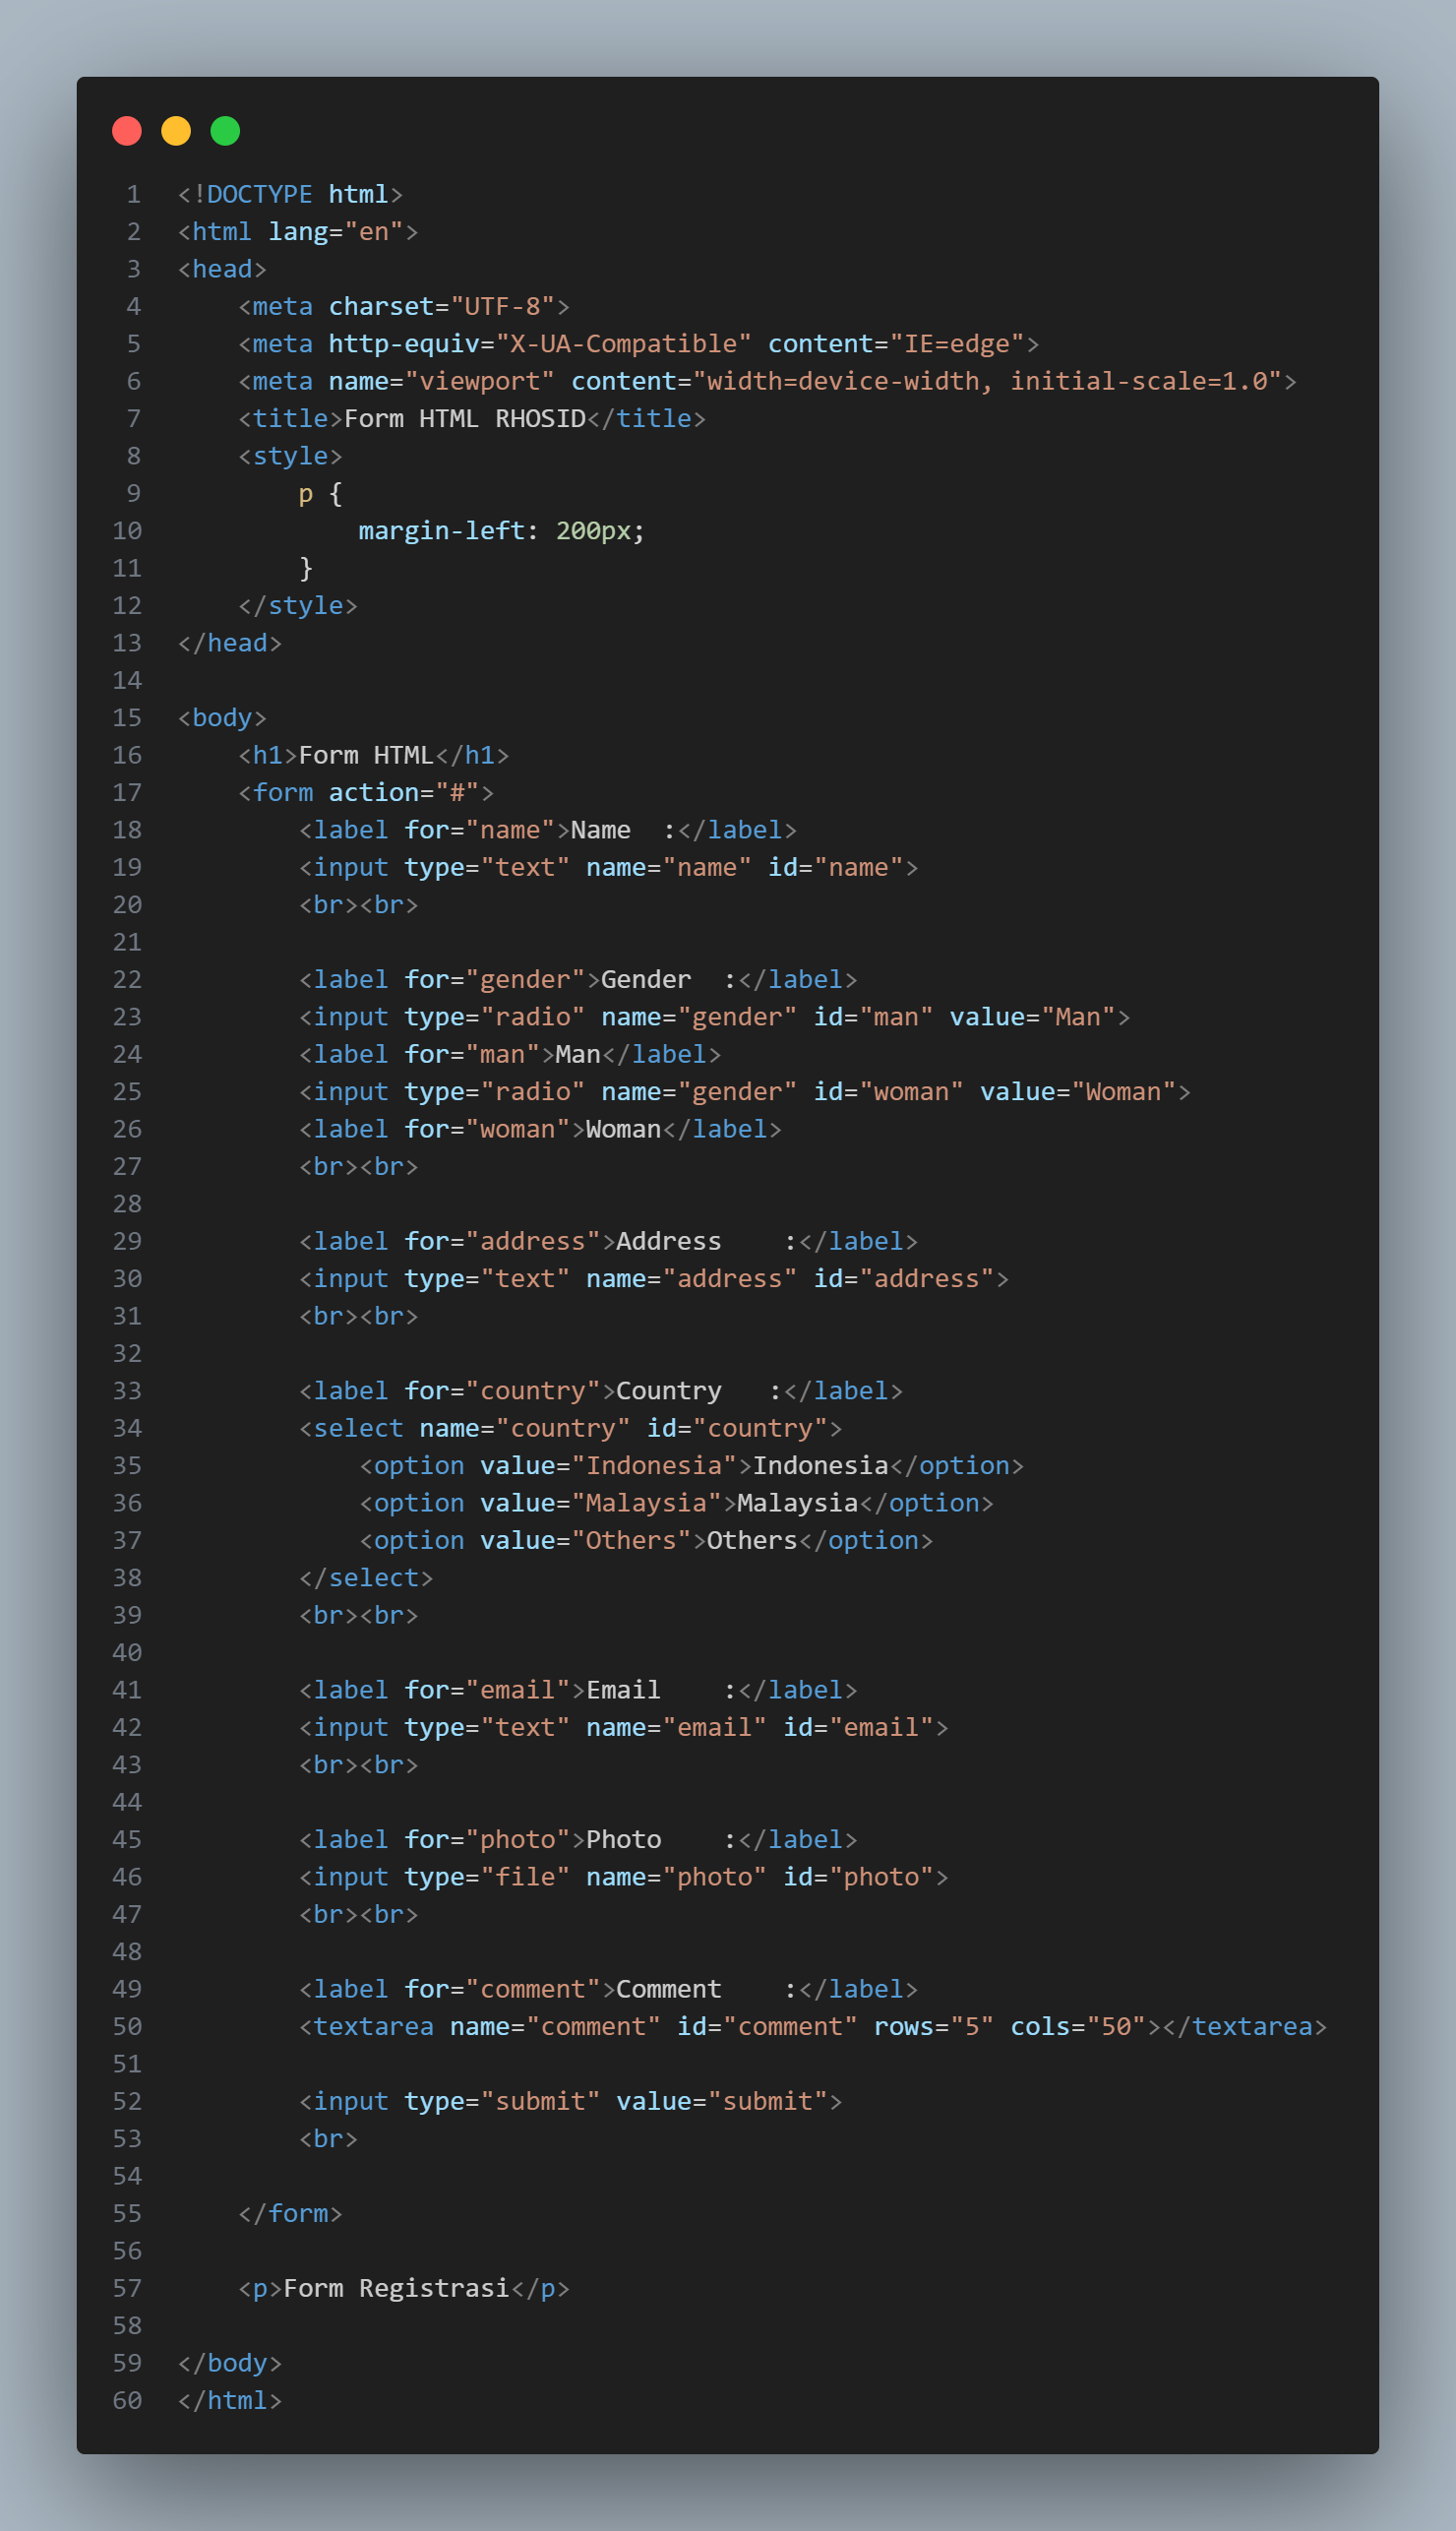 1 <!DOCTYPE html>
2 <html lang="en">
3 <head>
4     <meta charset="UTF-8">
5     <meta http-equiv="X-UA-Compatible" content="IE=edge">
6     <meta name="viewport" content="width=device-width, initial-scale=1.0">
7     <title>Form HTML RHOSID</title>
8     <style>
9         p {
10             margin-left: 200px;
11         }
12     </style>
13 </head>
14
15 <body>
16     <h1>Form HTML</h1>
17     <form action="#">
18         <label for="name">Name  :</label>
19         <input type="text" name="name" id="name">
20         <br><br>
21
22         <label for="gender">Gender  :</label>
23         <input type="radio" name="gender" id="man" value="Man">
24         <label for="man">Man</label>
25         <input type="radio" name="gender" id="woman" value="Woman">
26         <label for="woman">Woman</label>
27         <br><br>
28
29         <label for="address">Address    :</label>
30         <input type="text" name="address" id="address">
31         <br><br>
32
33         <label for="country">Country   :</label>
34         <select name="country" id="country">
35             <option value="Indonesia">Indonesia</option>
36             <option value="Malaysia">Malaysia</option>
37             <option value="Others">Others</option>
38         </select>
39         <br><br>
40
41         <label for="email">Email    :</label>
42         <input type="text" name="email" id="email">
43         <br><br>
44
45         <label for="photo">Photo    :</label>
46         <input type="file" name="photo" id="photo">
47         <br><br>
48
49         <label for="comment">Comment    :</label>
50         <textarea name="comment" id="comment" rows="5" cols="50"></textarea>
51
52         <input type="submit" value="submit">
53         <br>
54
55     </form>
56
57     <p>Form Registrasi</p>
58
59 </body>
60 </html>